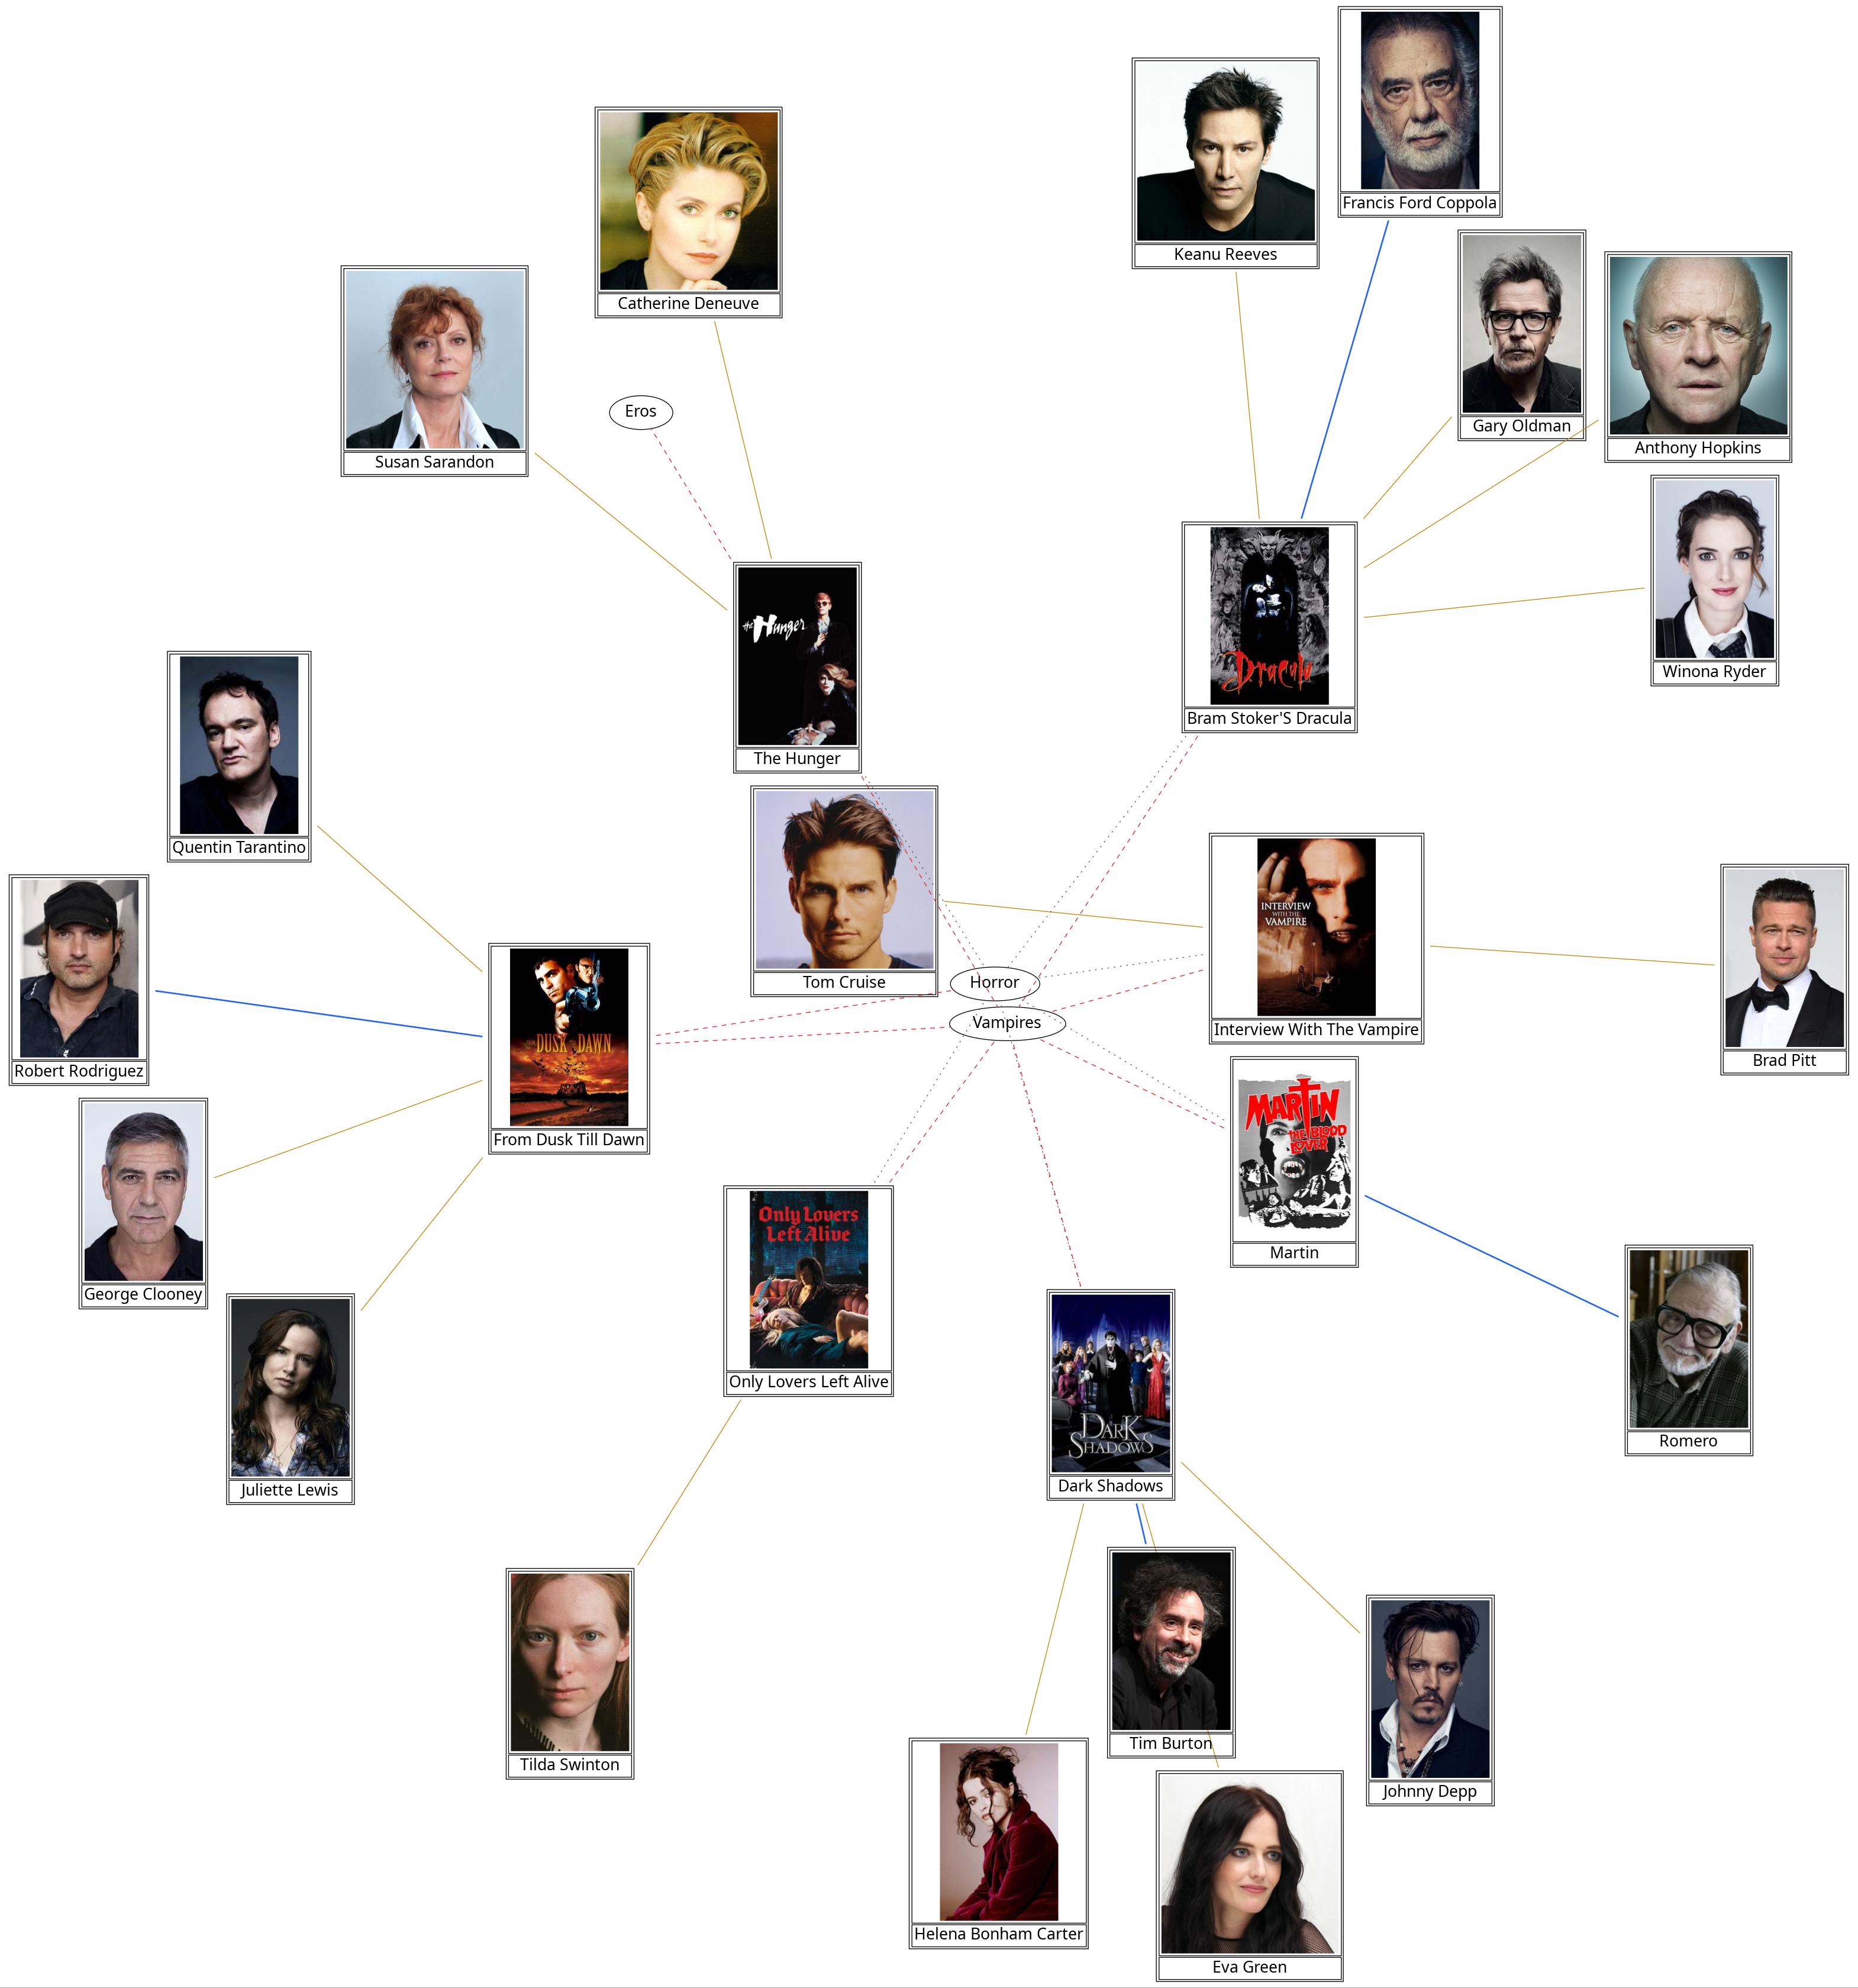 Francis Ford Coppola
Keanu Reeves
Catherine Deneuve
Gary Oldman
Anthony Hopkins
Eros
Susan Sarandon
Winona Ryder
the Hunger
Dracula
Bram Stoker'S Dracula
The Hunger
Quentin Tarantino
INTERVIEW
WITH THE
VAMPIRE
Tom Cruise
Horror
Vampires
Interview With The Vampire
Brad Pitt
Robert Rodriguez
DUSK
DAWN
From Dusk Till Dawn
MARTIN
THE BLOOD
LOVER
Martin
George Clooney
Only Lovers
Left Alive
Only Lovers Left Alive
DARK
SHADOWS
Dark Shadows
Romero
Juliette Lewis
Tilda Swinton
Tim Burton
Johnny Depp
Helena Bonham Carter
Eva Green